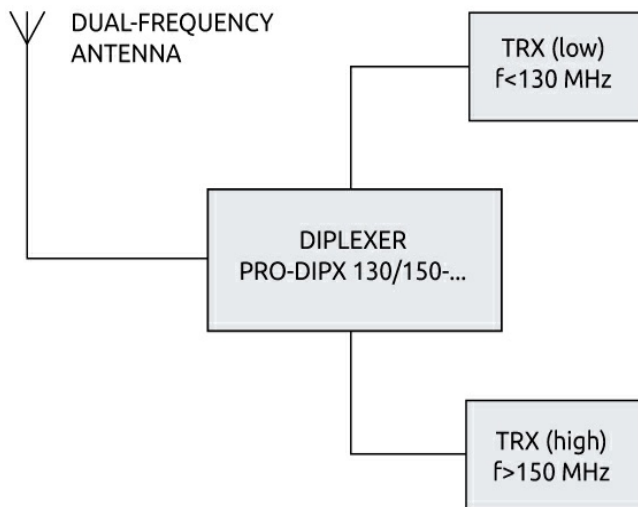 DUAL-FREQUENCY
ANTENNA
TRX (low)
f<130 MHz
DIPLEXER
PRO-DIPX 130/150-...
TRX (high)
f>150 MHz